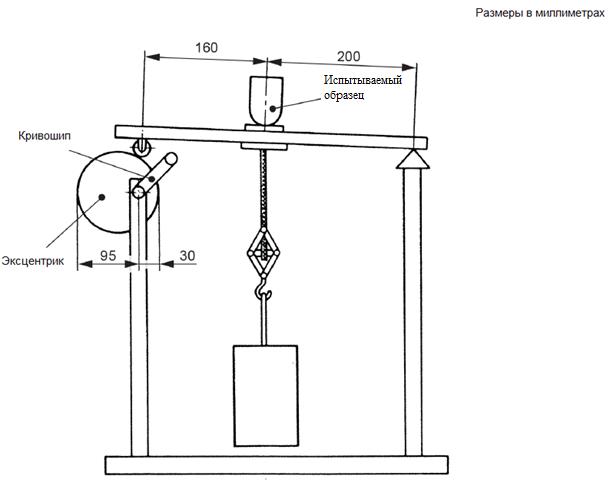 Размеры в миллиметрах
160
200
Испытываемый
образец
Кривошип
Эксцентрик
95
30